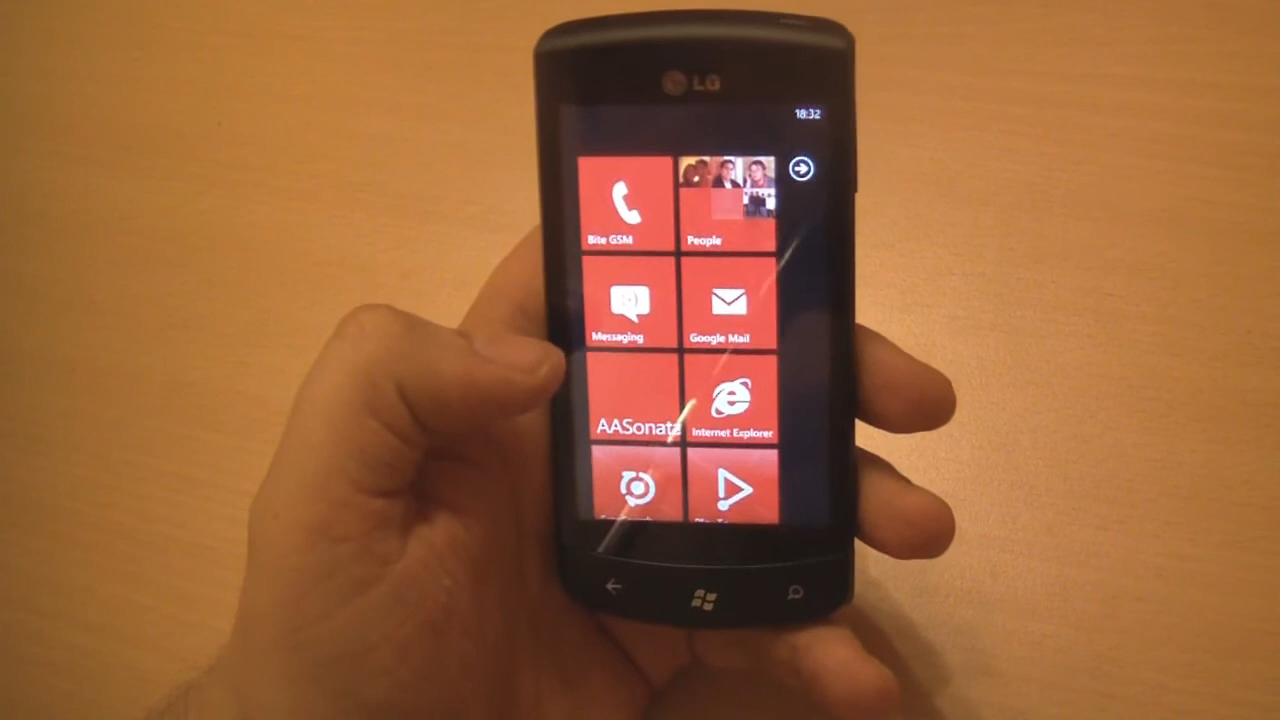 LG
18:32
Bite GSM
People
Messaging
Google Mail
AASonata
Internet Explorer